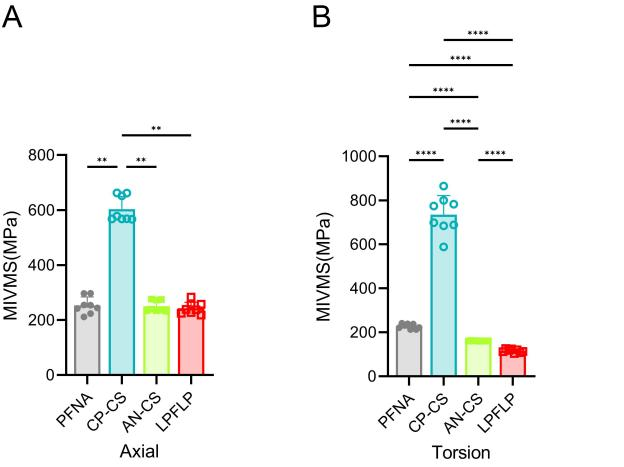 A
B
****
****
****
**
****
**
**
****
****
800
600
400
200
0
MIVMS(MPa)
PFNA
CP-CS
AN-CS
LPFLP
Axial
1000
800
600
400
200
0
MIVMS(MPa)
PFNA
CP-CS
AN-CS
LPFLP
Torsion